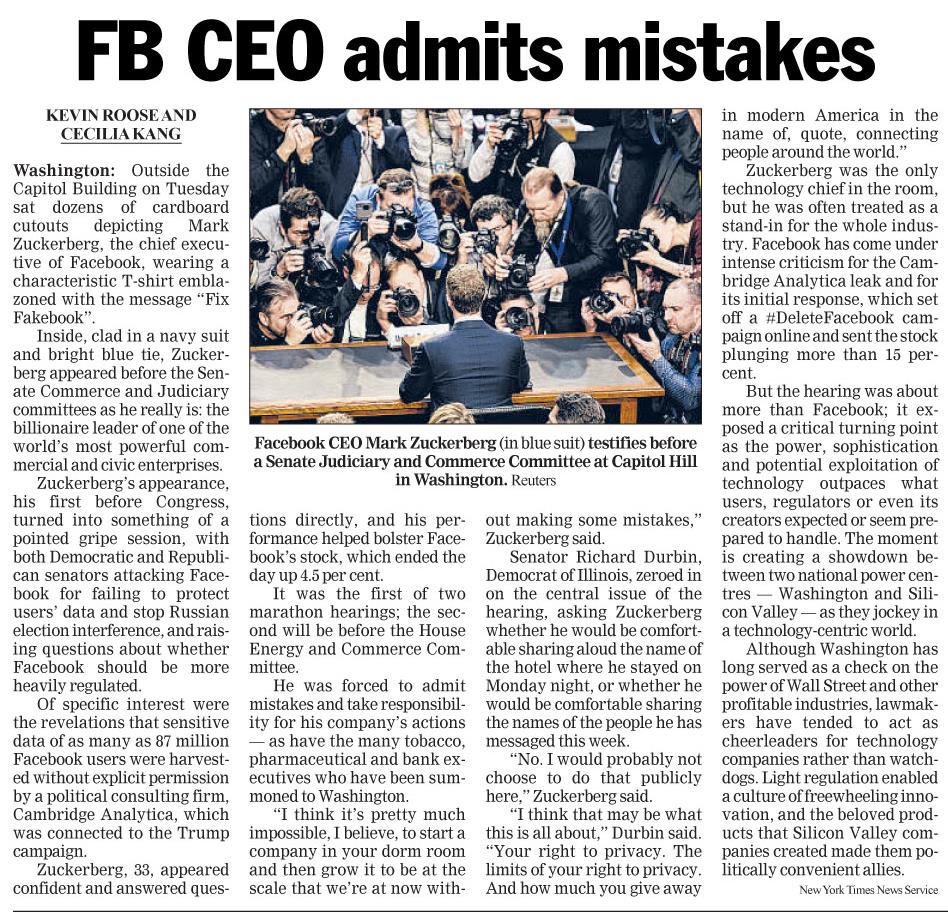 FB CEO admits mistakes
KEVIN ROOSE AND
CECILIA KANG
Washington: Outside the
Capitol Building on Tuesday
sat dozens of cardboard
cutouts depicting Mark
Zuckerberg, the chief execu-
tive of Facebook, wearing a
characteristic T-shirt embla-
zoned with the message “Fix
Fakebook”.
Inside, clad in a navy suit
and bright blue tie, Zucker-
berg appeared before the Sen-
ate Commerce and Judiciary
committees as he really is: the
billionaire leader of one of the
world’s most powerful com-
mercial and civic enterprises.
Zuckerberg’s appearance,
his first before Congress,
turned into something of a
pointed gripe session, with
both Democratic and Republi-
can senators attacking Face-
book for failing to protect
users’ data and stop Russian
election interference, and rais-
ing questions about whether
Facebook should be more
heavily regulated.
Of specific interest were
the revelations that sensitive
data of as many as 87 million
Facebook users were harvest-
ed without explicit permission
by a political consulting firm,
Cambridge Analytica, which
was connected to the Trump
campaign.
Zuckerberg, 33, appeared
confident and answered ques-
Facebook CEO Mark Zuckerberg (in blue suit) testifies before
a Senate Judiciary and Commerce Committee at Capitol Hill
in Washington. Reuters
tions directly, and his per-
formance helped bolster Face-
book’s stock, which ended the
day up 4.5 per cent.
It was the first of two
marathon hearings; the sec-
ond will be before the House
Energy and Commerce Com-
mittee.
He was forced to admit
mistakes and take responsibil-
ity for his company’s actions
— as have the many tobacco,
pharmaceutical and bank ex-
ecutives who have been sum-
moned to Washington.
“I think it’s pretty much
impossible, I believe, to start a
company in your dorm room
and then grow it to be at the
scale that we’re at now with-
out making some mistakes,”
Zuckerberg said.
Senator Richard Durbin,
Democrat of Illinois, zeroed in
on the central issue of the
hearing, asking Zuckerberg
whether he would be comfort-
able sharing aloud the name of
the hotel where he stayed on
Monday night, or whether he
would be comfortable sharing
the names of the people he has
messaged this week.
“No. I would probably not
choose to do that publicly
here,” Zuckerberg said.
“I think that may be what
this is all about,” Durbin said.
“Your right to privacy. The
limits of your right to privacy.
And how much you give away
in modern America in the
name of, quote, connecting
people around the world.”
Zuckerberg was the only
technology chief in the room,
but he was often treated as a
stand-in for the whole indus-
try. Facebook has come under
intense criticism for the Cam-
bridge Analytica leak and for
its initial response, which set
off a #DeleteFacebook cam-
paign online and sent the stock
plunging more than 15 per-
cent.
But the hearing was about
more than Facebook; it ex-
posed a critical turning point
as the power, sophistication
and potential exploitation of
technology outpaces what
users, regulators or even its
creators expected or seem pre-
pared to handle. The moment
is creating a showdown be-
tween two national power cen-
tres — Washington and Sili-
con Valley — as they jockey in
a technology-centric world.
Although Washington has
long served as a check on the
power of Wall Street and other
profitable industries, lawmak-
ers have tended to act as
cheerleaders for technology
companies rather than watch-
dogs. Light regulation enabled
a culture of freewheeling inno-
vation, and the beloved prod-
ucts that Silicon Valley com-
panies created made them po-
litically convenient allies.
New York Times News Service